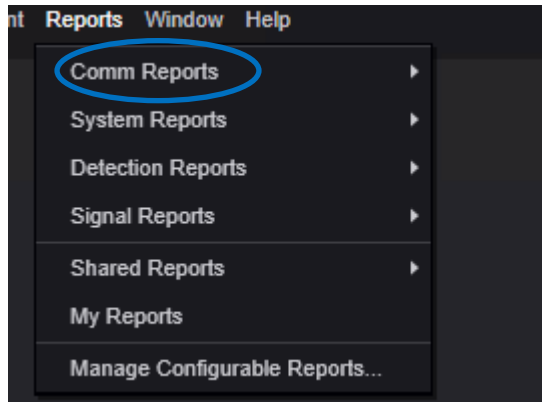 nt Reports Window Help
Comm Reports
System Reports
Detection Reports
Signal Reports
Shared Reports
My Reports
Manage Configurable Reports...